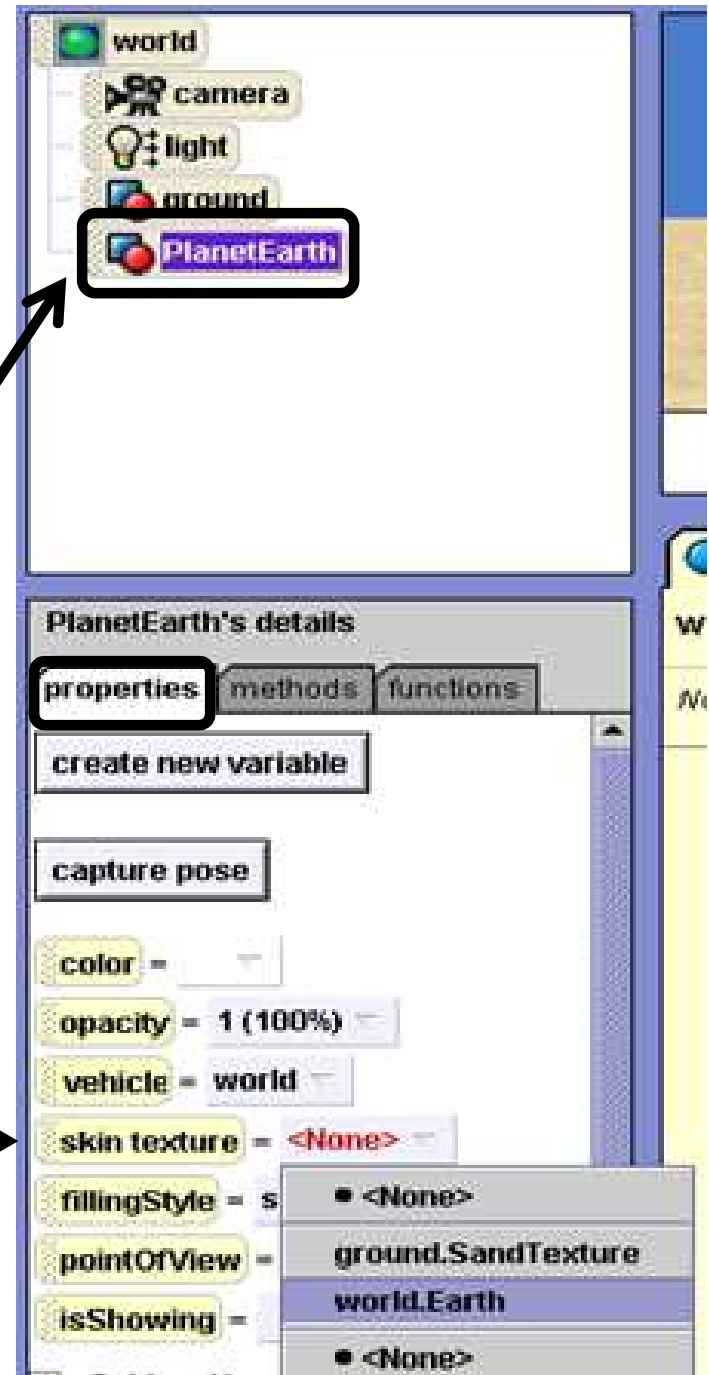 world
camera
light
ground
PlanetEarth
PlanetEarth's details
properties methods functions
create new variable
capture pose
color =
opacity = 1 (100%)
vehicle = world
skin texture = <None>
fillingStyle = s
• <None>
pointOfView =
ground.SandTexture
world.Earth
isShowing =
• <None>